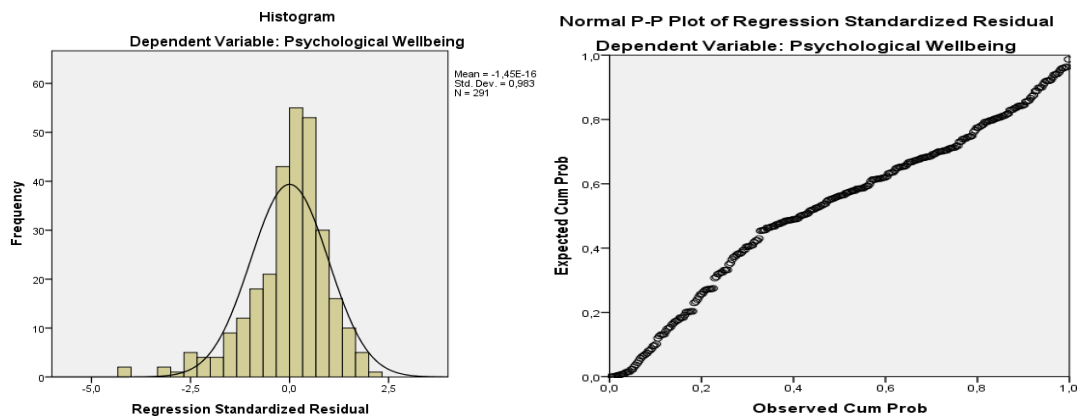 Histogram
Dependent Variable: Psychological Wellbeing
Mean = -1,45E-16
Std. Dev. = 0,983
N = 291
60
50
40
30
20
10
0
Frequency
-5,0
-2,5
0,0
2,5
Regression Standardized Residual
Normal P-P Plot of Regression Standardized Residual
Dependent Variable: Psychological Wellbeing
1,0
0,8
0,6
0,4
0,2
0,0
Expected Cum Prob
0,0
0,2
0,4
0,6
0,8
1,0
Observed Cum Prob